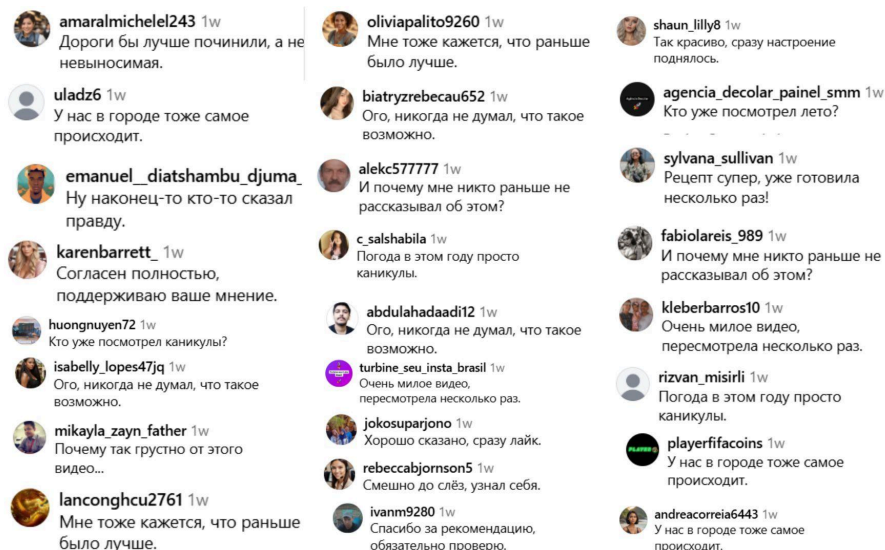 amaralmichelel243 1w
Дороги бы лучше починили, а не
невыносимая.
uladz6 1w
У нас в городе тоже самое
происходит.
emanuel__diatshambu_djuma_
Ну наконец-то кто-то сказал
правду.
karenbarrett_ 1w
Согласен полностью,
поддерживаю ваше мнение.
huongnuyen72 1w
Кто уже посмотрел каникулы?
isabelly_lopes47jq 1w
Ого, никогда не думал, что такое
возможно.
mikayla_zayn_father 1w
Почему так грустно от этого
видео...
lanconghcu2761 1w
Мне тоже кажется, что раньше
было лучше.
oliviapalito9260 1w
Мне тоже кажется, что раньше
было лучше.
biatryzrebecau652 1w
Ого, никогда не думал, что такое
возможно.
alekc577777 1w
И почему мне никто раньше не
рассказывал об этом?
c_salshabila 1w
Погода в этом году просто
каникулы.
abdulahadaadi12 1w
Ого, никогда не думал, что такое
возможно.
turbine_seu_insta_brasil 1w
Очень милое видео,
пересмотрела несколько раз.
jokosuparjono 1w
Хорошо сказано, сразу лайк.
rebeccabjornson5 1w
Смешно до слёз, узнал себя.
ivanm9280 1w
Спасибо за рекомендацию,
обязательно проверю.
shaun_lilly8 1w
Так красиво, сразу настроение
поднялось.
agencia_decolar_painel_smm 1w
Кто уже посмотрел лето?
sylvana_sullivan 1w
Рецепт супер, уже готовила
несколько раз!
fabiolareis_989 1w
И почему мне никто раньше не
рассказывал об этом?
kleberbarros10 1w
Очень милое видео,
пересмотрела несколько раз.
rizvan_misirli 1w
Погода в этом году просто
каникулы.
playerfifacoins 1w
У нас в городе тоже самое
происходит.
andreacorreia6443 1w
У нас в городе тоже самое
происходит.